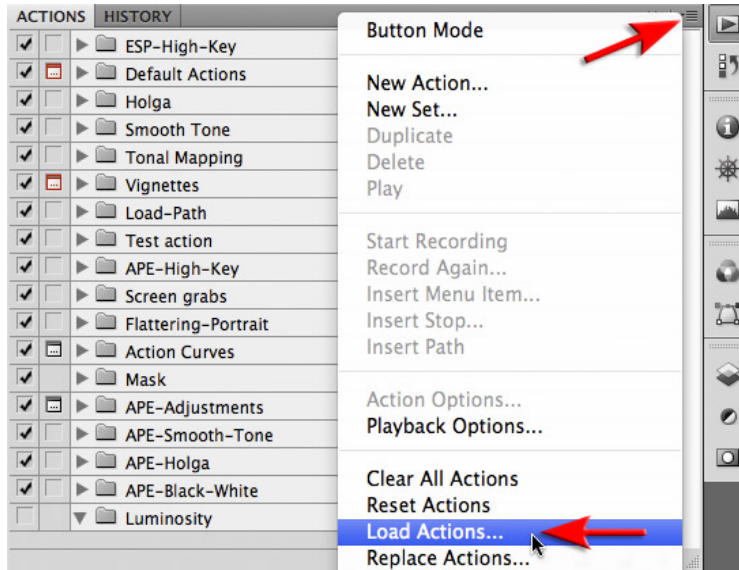 ACTIONS HISTORY
ESP-High-Key
Default Actions
Holga
Smooth Tone
Tonal Mapping
Vignettes
Load-Path
Test action
APE-High-Key
Screen grabs
Flattering-Portrait
Action Curves
Mask
APE-Adjustments
APE-Smooth-Tone
APE-Holga
APE-Black-White
Luminosity
Button Mode
New Action...
New Set...
Duplicate
Delete
Play
Start Recording
Record Again...
Insert Menu Item...
Insert Stop...
Insert Path
Action Options...
Playback Options...
Clear All Actions
Reset Actions
Load Actions...
Replace Actions...